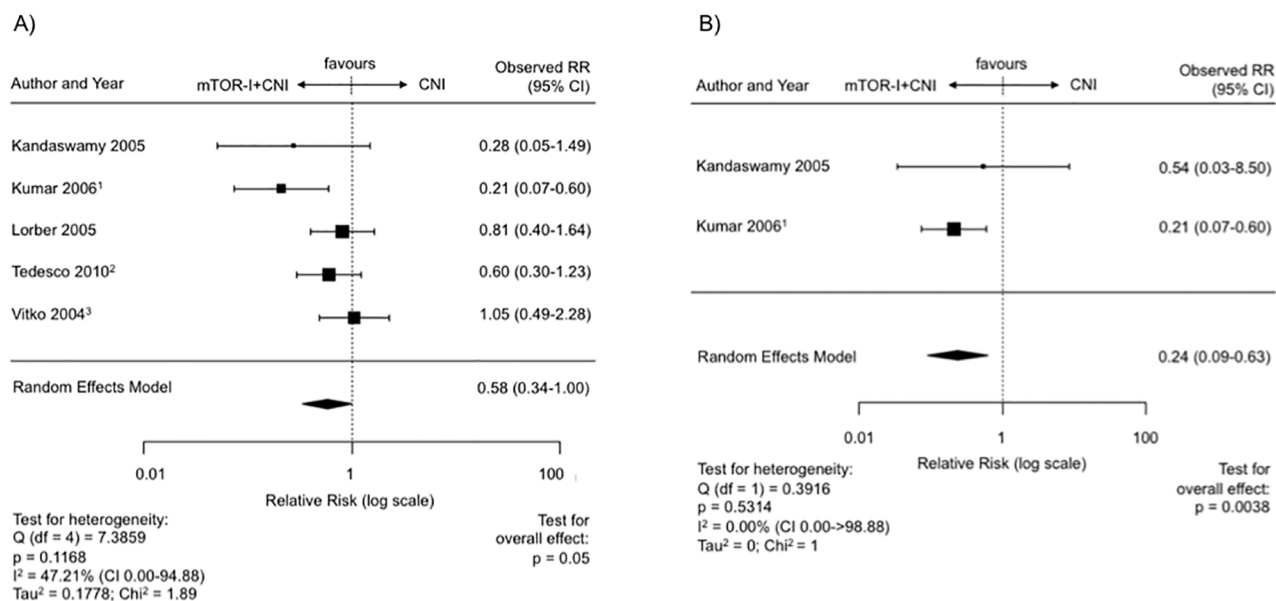 A)
favours
Author and Year mTOR-I+CNI CNI Observed RR
(95% CI)
Kandaswamy 2005 0.28 (0.05-1.49)
Kumar 2006¹ 0.21 (0.07-0.60)
Lorber 2005 0.81 (0.40-1.64)
Tedesco 2010² 0.60 (0.30-1.23)
Vitko 2004³ 1.05 (0.49-2.28)
Random Effects Model 0.58 (0.34-1.00)
0.01 1 100
Relative Risk (log scale)
Test for heterogeneity:
Q (df = 4) = 7.3859
p = 0.1168
I² = 47.21% (CI 0.00-94.88)
Tau² = 0.1778; Chi² = 1.89
Test for
overall effect:
p = 0.05
B)
favours
Author and Year mTOR-I+CNI CNI Observed RR
(95% CI)
Kandaswamy 2005 0.54 (0.03-8.50)
Kumar 2006¹ 0.21 (0.07-0.60)
Random Effects Model 0.24 (0.09-0.63)
0.01 1 100
Relative Risk (log scale)
Test for heterogeneity:
Q (df = 1) = 0.3916
p = 0.5314
I² = 0.00% (CI 0.00->98.88)
Tau² = 0; Chi² = 1
Test for
overall effect:
p = 0.0038